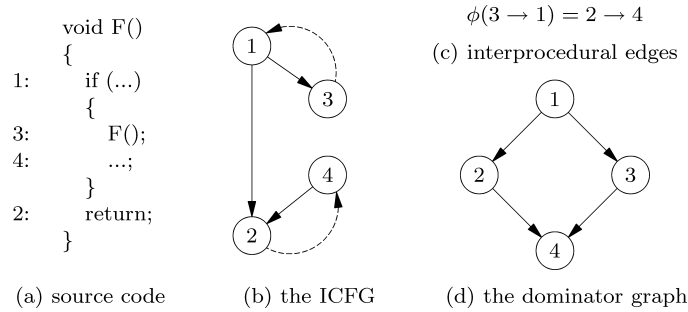 void F()
{
1: if (...)
{
3: F();
4: ...;
}
2: return;
}
(a) source code
1
3
4
2
(b) the ICFG
ϕ(3 → 1) = 2 → 4
(c) interprocedural edges
1
2 3
4
(d) the dominator graph